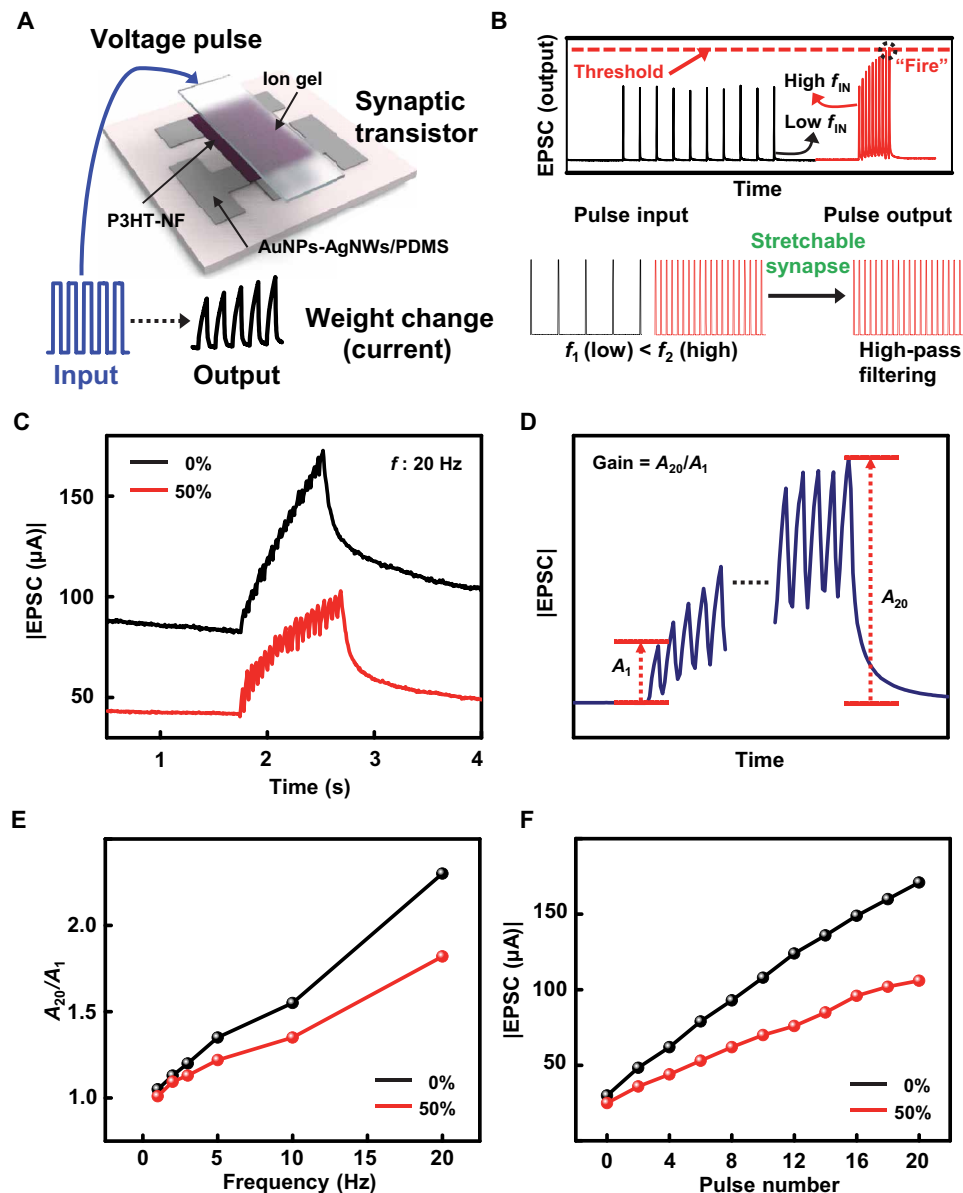 A
Voltage pulse
Ion gel
Synaptic
transistor
P3HT-NF
AuNPs-AgNWs/PDMS
Input
Output
Weight change
(current)
B
EPSC (output)
Threshold
"Fire"
High fIN
Low fIN
Time
Pulse input
Pulse output
Stretchable
synapse
f1 (low) < f2 (high)
High-pass
filtering
C
0%
50%
f : 20 Hz
|EPSC (µA)|
150
100
50
1
2
3
4
Time (s)
D
Gain = A20/A1
|EPSC|
A1
A20
Time
E
A20/A1
2.0
1.5
1.0
0%
50%
0
5
10
15
20
Frequency (Hz)
F
|EPSC (µA)|
150
100
50
0
0%
50%
0
4
8
12
16
20
Pulse number